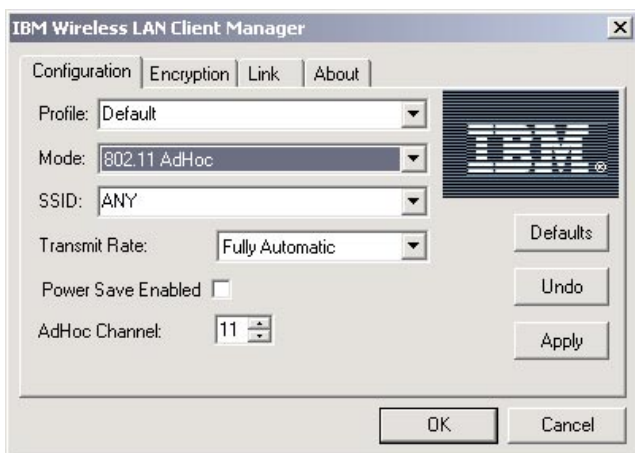 IBM Wireless LAN Client Manager
Configuration Encryption Link About
Profile: Default
Mode: 802.11 AdHoc
SSID: ANY
Transmit Rate: Fully Automatic
Power Save Enabled
AdHoc Channel: 11
IBM®
Defaults
Undo
Apply
OK Cancel